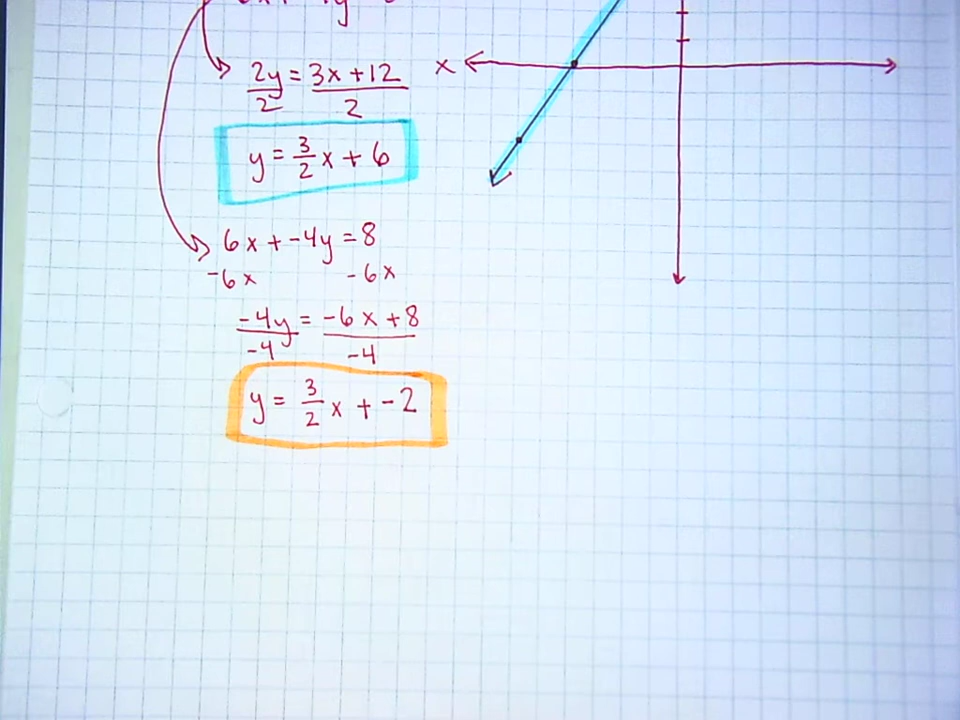 2y = 3x + 12
2 2
x
y = 3/2 x + 6
6x + -4y = 8
-6x -6x
-4y = -6x + 8
-4 -4
y = 3/2 x + -2